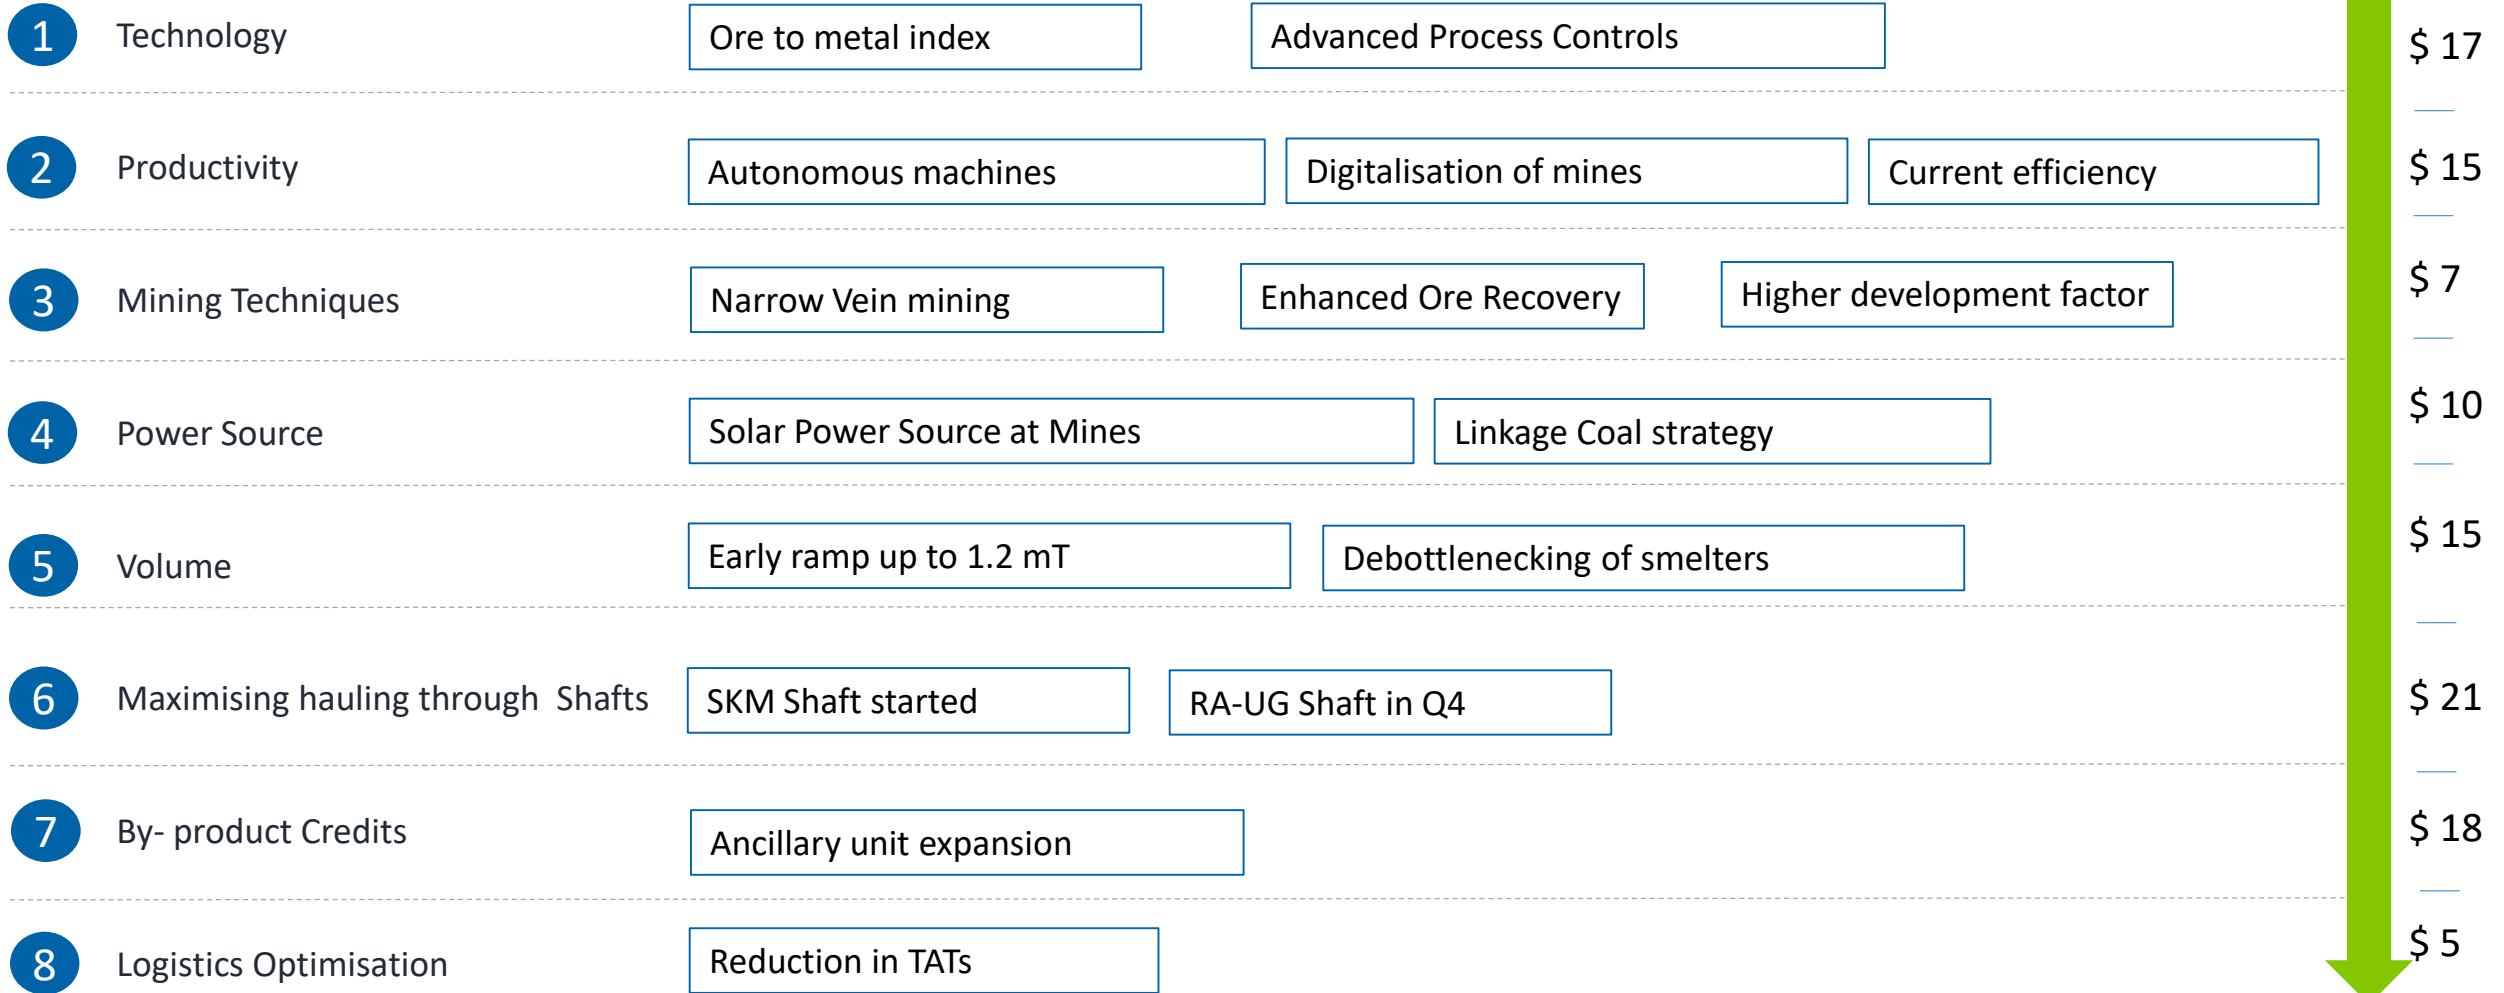 1 Technology Ore to metal index Advanced Process Controls $ 17
2 Productivity Autonomous machines Digitalisation of mines Current efficiency $ 15
3 Mining Techniques Narrow Vein mining Enhanced Ore Recovery Higher development factor $ 7
4 Power Source Solar Power Source at Mines Linkage Coal strategy $ 10
5 Volume Early ramp up to 1.2 mT Debottlenecking of smelters $ 15
6 Maximising hauling through  Shafts SKM Shaft started RA-UG Shaft in Q4 $ 21
7 By- product Credits Ancillary unit expansion $ 18
8 Logistics Optimisation Reduction in TATs $ 5